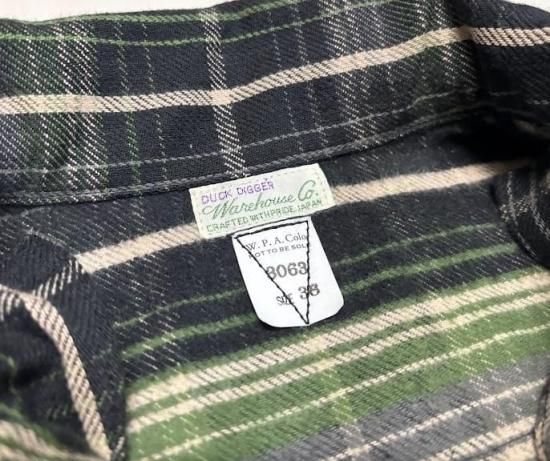 DUCK DIGGER
Warehouse Co.
CRAFTED WITH PRIDE, JAPAN
W. P. A. Colo
NOT TO BE SOLD
3063
SIZE 38